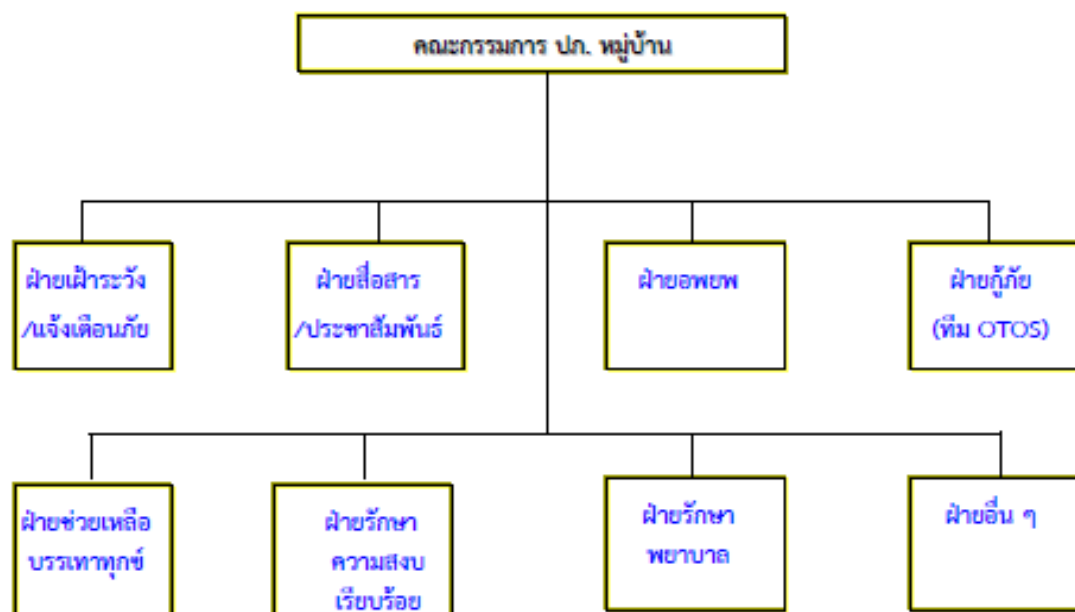 คณะกรรมการ ปภ. หมู่บ้าน
ฝ่ายเฝ้าระวัง
/แจ้งเตือนภัย
ฝ่ายสื่อสาร
/ประชาสัมพันธ์
ฝ่ายอพยพ
ฝ่ายกู้ภัย
(ทีม OTOS)
ฝ่ายช่วยเหลือ
บรรเทาทุกข์
ฝ่ายรักษา
ความสงบ
เรียบร้อย
ฝ่ายรักษา
พยาบาล
ฝ่ายอื่น ๆ